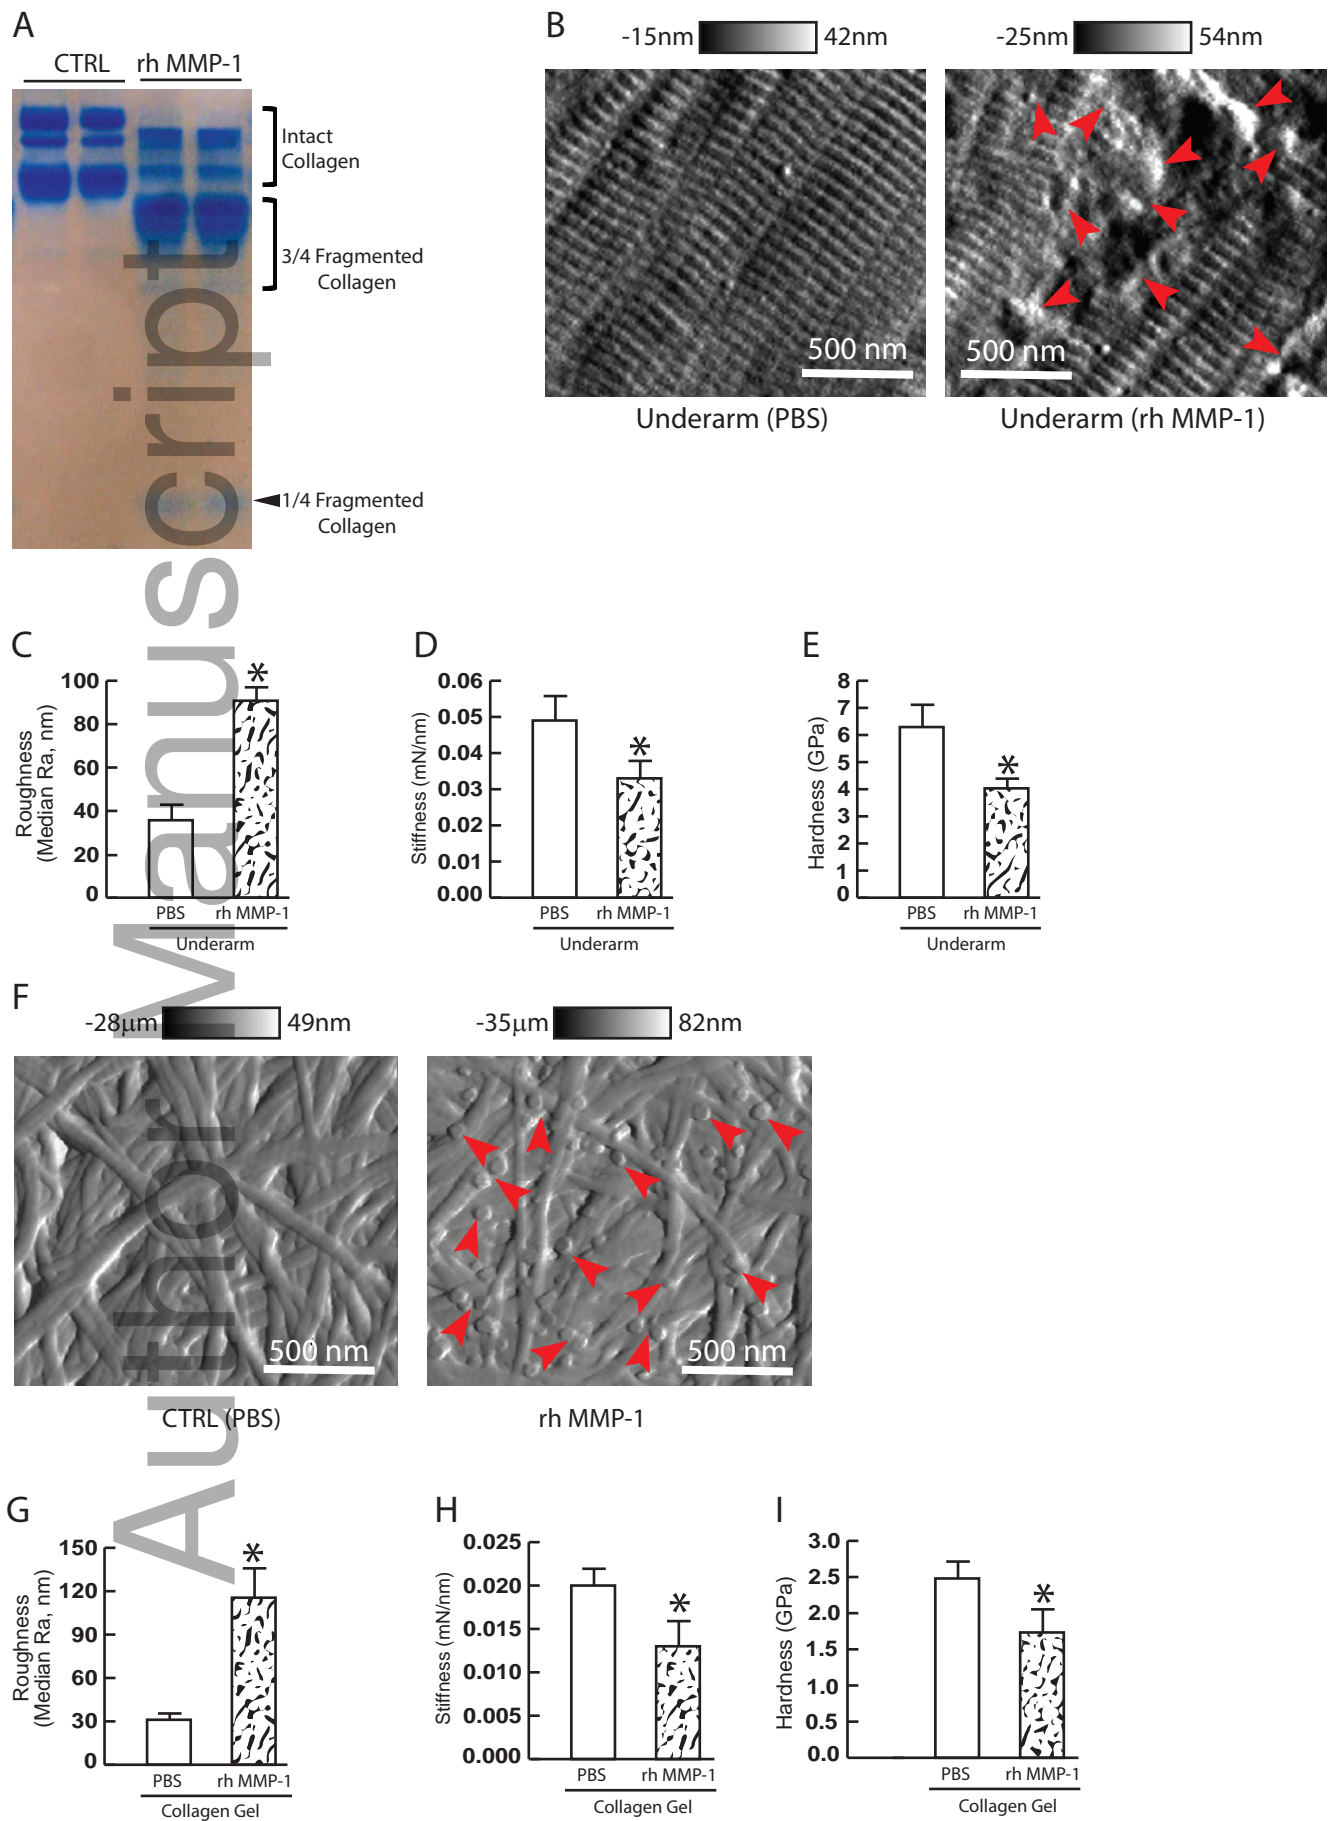 A
CTRL
rh MMP-1
Intact
Collagen
3/4 Fragmented
Collagen
1/4 Fragmented
Collagen
B
-15nm
42nm
-25nm
54nm
500 nm
500 nm
Underarm (PBS)
Underarm (rh MMP-1)
C
Roughness
(Median Ra, nm)
100
80
60
40
20
0
*
PBS
rh MMP-1
Underarm
D
Stiffness (mN/nm)
0.06
0.05
0.04
0.03
0.02
0.01
0.00
*
PBS
rh MMP-1
Underarm
E
Hardness (GPa)
8
7
6
5
4
3
2
1
0
*
PBS
rh MMP-1
Underarm
F
-28μm
49nm
-35μm
82nm
500 nm
500 nm
CTRL (PBS)
rh MMP-1
G
Roughness
(Median Ra, nm)
150
120
90
60
30
0
*
PBS
rh MMP-1
Collagen Gel
H
Stiffness (mN/nm)
0.025
0.020
0.015
0.010
0.005
0.000
*
PBS
rh MMP-1
Collagen Gel
I
Hardness (GPa)
3.0
2.5
2.0
1.5
1.0
0.5
0.0
*
PBS
rh MMP-1
Collagen Gel
Author Manuscript